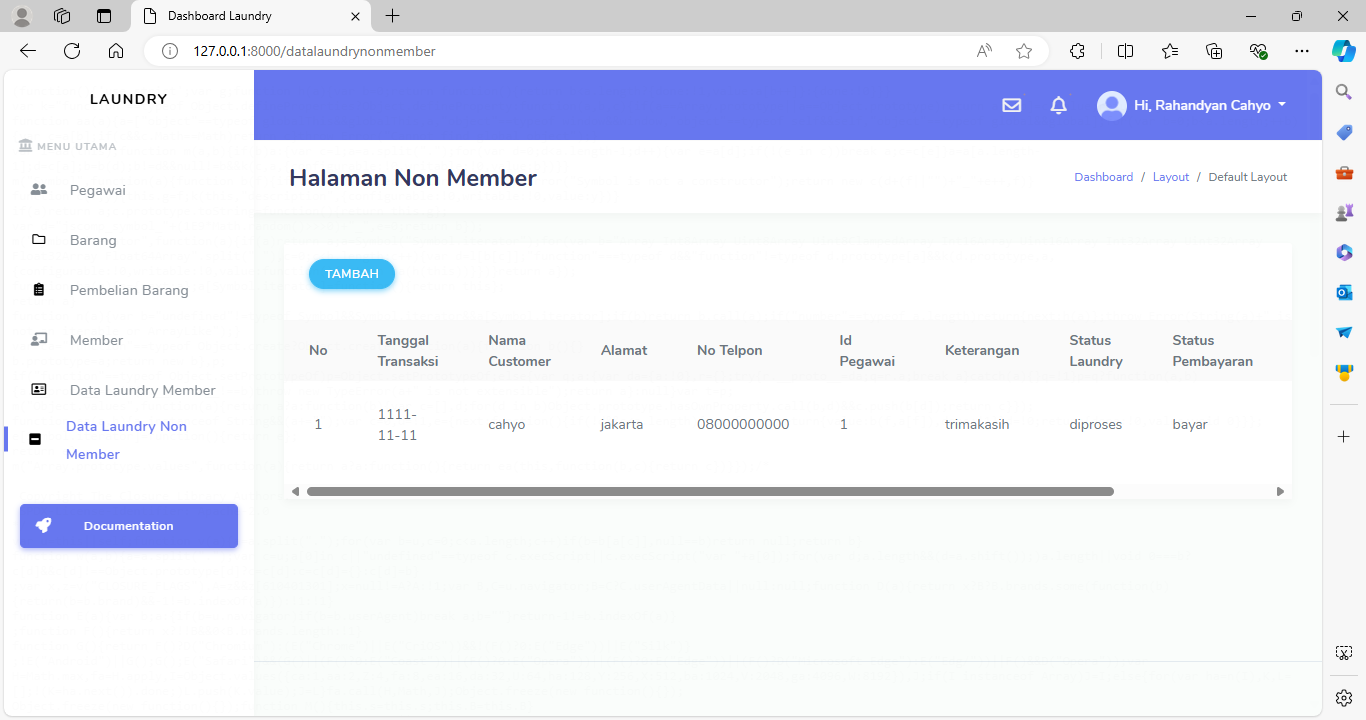 Dashboard Laundry
127.0.0.1:8000/datalaundrynonmember
LAUNDRY
Hi, Rahandyan Cahyo
MENU UTAMA
Pegawai
Barang
Pembelian Barang
Member
Data Laundry Member
Data Laundry Non
Member
Documentation
Halaman Non Member
Dashboard / Layout / Default Layout
TAMBAH
No
Tanggal
Transaksi
Nama
Customer
Alamat
No Telpon
Id
Pegawai
Keterangan
Status
Laundry
Status
Pembayaran
1
1111-
11-11
cahyo
jakarta
08000000000
1
trimakasih
diproses
bayar